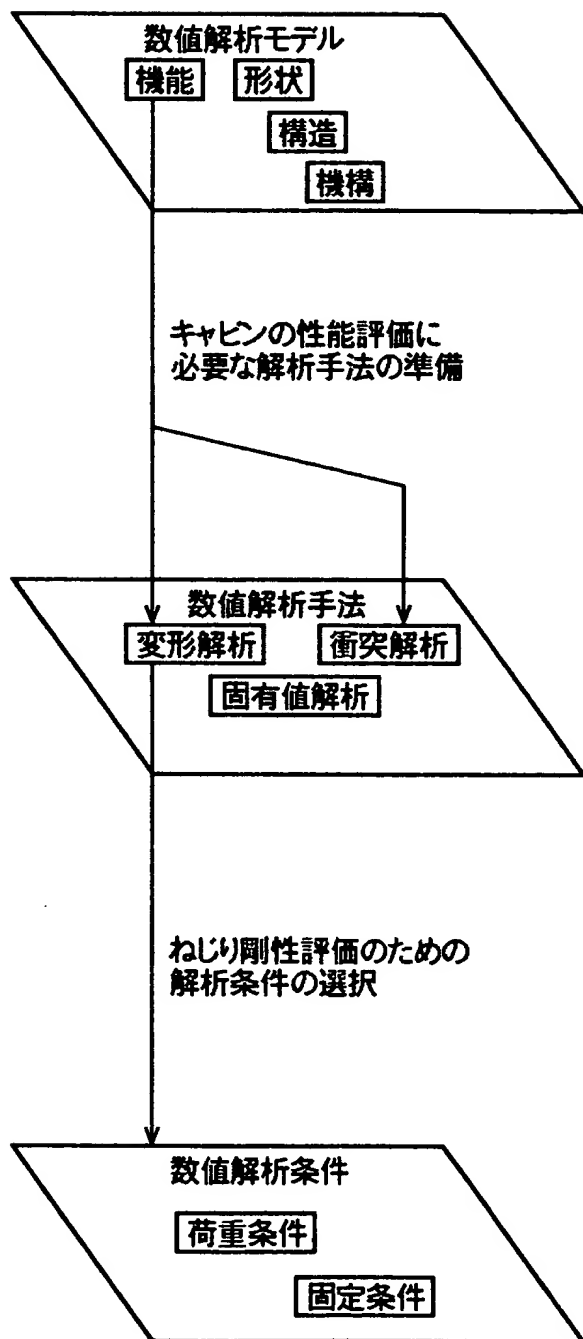 数値解析モデル
機能 形状
構造
機構
キャビンの性能評価に
必要な解析手法の準備
数値解析手法
変形解析 衝突解析
固有値解析
ねじり剛性評価のための
解析条件の選択
数値解析条件
荷重条件
固定条件